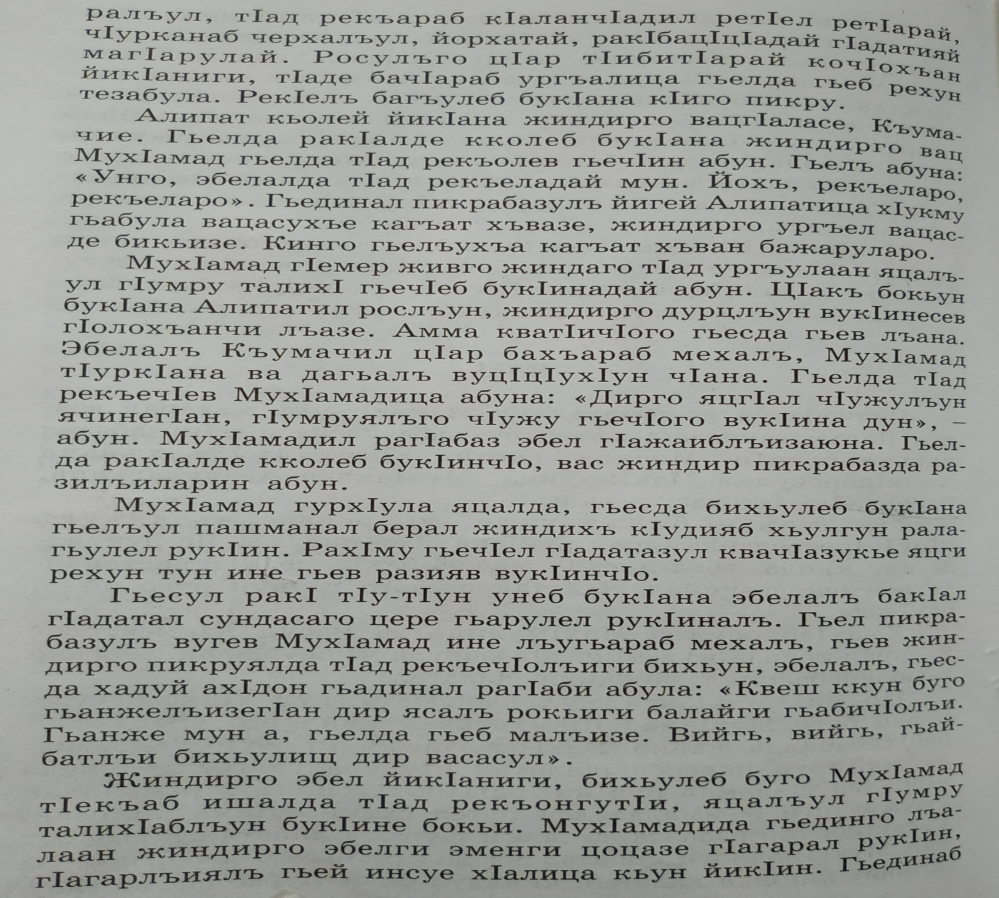 ралъул, тӀад рекъараб кӀаланчӀадил ретӀел ретӀарай,
чӀурканаб черхалъул, йорхатай, ракӀбацӀцӀадай гӀадатияй
магӀарулай. Росулъго цӀар тӀибитӀарай кочӀохъан
йикӀаниги, тӀаде бачӀараб ургъалица гьелда гьеб рехун
тезабула. РекӀелъ багъулеб букӀана кӀиго пикру.
Алипат кьолей йикӀана жиндирго вацгӀаласе, Къума-
чие. Гьелда ракӀалде кколеб букӀана жиндирго вац
МухӀамад гьелда тӀад рекъолев гьечӀин абун. Гьелъ абуна:
«Унго, эбелалда тӀад рекъеладай мун. Йохъ, рекъеларо,
рекъеларо». Гьединал пикрабазулъ йигей Алипатица хӀукму
гьабула вацасухъе кагъат хъвазе, жиндирго ургъел вацас-
де бикьизе. Кинго гьелъухъа кагъат хъван бажаруларо.
МухӀамад гӀемер живго жиндаго тӀад ургъулаан яцалъ-
ул гӀумру талихӀ гьечӀеб букӀинадай абун. ЦӀакъ бокьун
букӀана Алипатил рослъун, жиндирго дурцлъун вукӀинесев
гӀолохъанчи лъазе. Амма кватӀичӀого гьесда гьев лъана.
Эбелалъ Къумачил цӀар бахъараб мехалъ, МухӀамад
тӀуркӀана ва дагьалъ вуцӀцӀухӀун чӀана. Гьелда тӀад
рекъечӀев МухӀамадица абуна: «Дирго яцгӀал чӀужулъун
ячинегӀан, гӀумруялъго чӀужу гьечӀого вукӀина дун», –
абун. МухӀамадил рагӀабаз эбел гӀажаиблъизаюна. Гьел-
да ракӀалде кколеб букӀинчӀо, вас жиндир пикрабазда ра-
зилъиларин абун.
МухӀамад гурхӀула яцалда, гьесда бихьулеб букӀана
гьелъул пашманал берал жиндихъ кӀудияб хьулгун рала-
гьулел рукӀин. РахӀму гьечӀел гӀадатазул квачӀазукье яцги
рехун тун ине гьев разияв вукӀинчӀо.
Гьесул ракӀ тӀу-тӀун унеб букӀана эбелалъ бакӀал
гӀадатал сундасаго цере гьарулел рукӀиналъ. Гьел пикра-
базулъ вугев МухӀамад ине лъугьараб мехалъ, гьев жин-
дирго пикруялда тӀад рекъечӀолъиги бихьун, эбелалъ, гьес-
да хадуй ахӀдон гьадинал рагӀаби абула: «Квеш ккун буго
гьанжелъизегӀан дир ясалъ рокьиги балайги гьабичӀолъи.
Гьанже мун а, гьелда гьеб малъизе. Вийгь, вийгь, гьай-
батлъи бихьулищ дир васасул».
Жиндирго эбел йикӀаниги, бихьулеб буго МухӀамад
тӀекъаб ишалда тӀад рекъонгутӀи, яцалъул гӀумру
талихӀаблъун букӀине бокьи. МухӀамадида гьединго лъа-
лаан жиндирго эбелги эменги цоцазе гӀагарал рукӀин,
гӀагарлъиялъ гьей инсуе хӀалица кьун йикӀин. Гьединаб